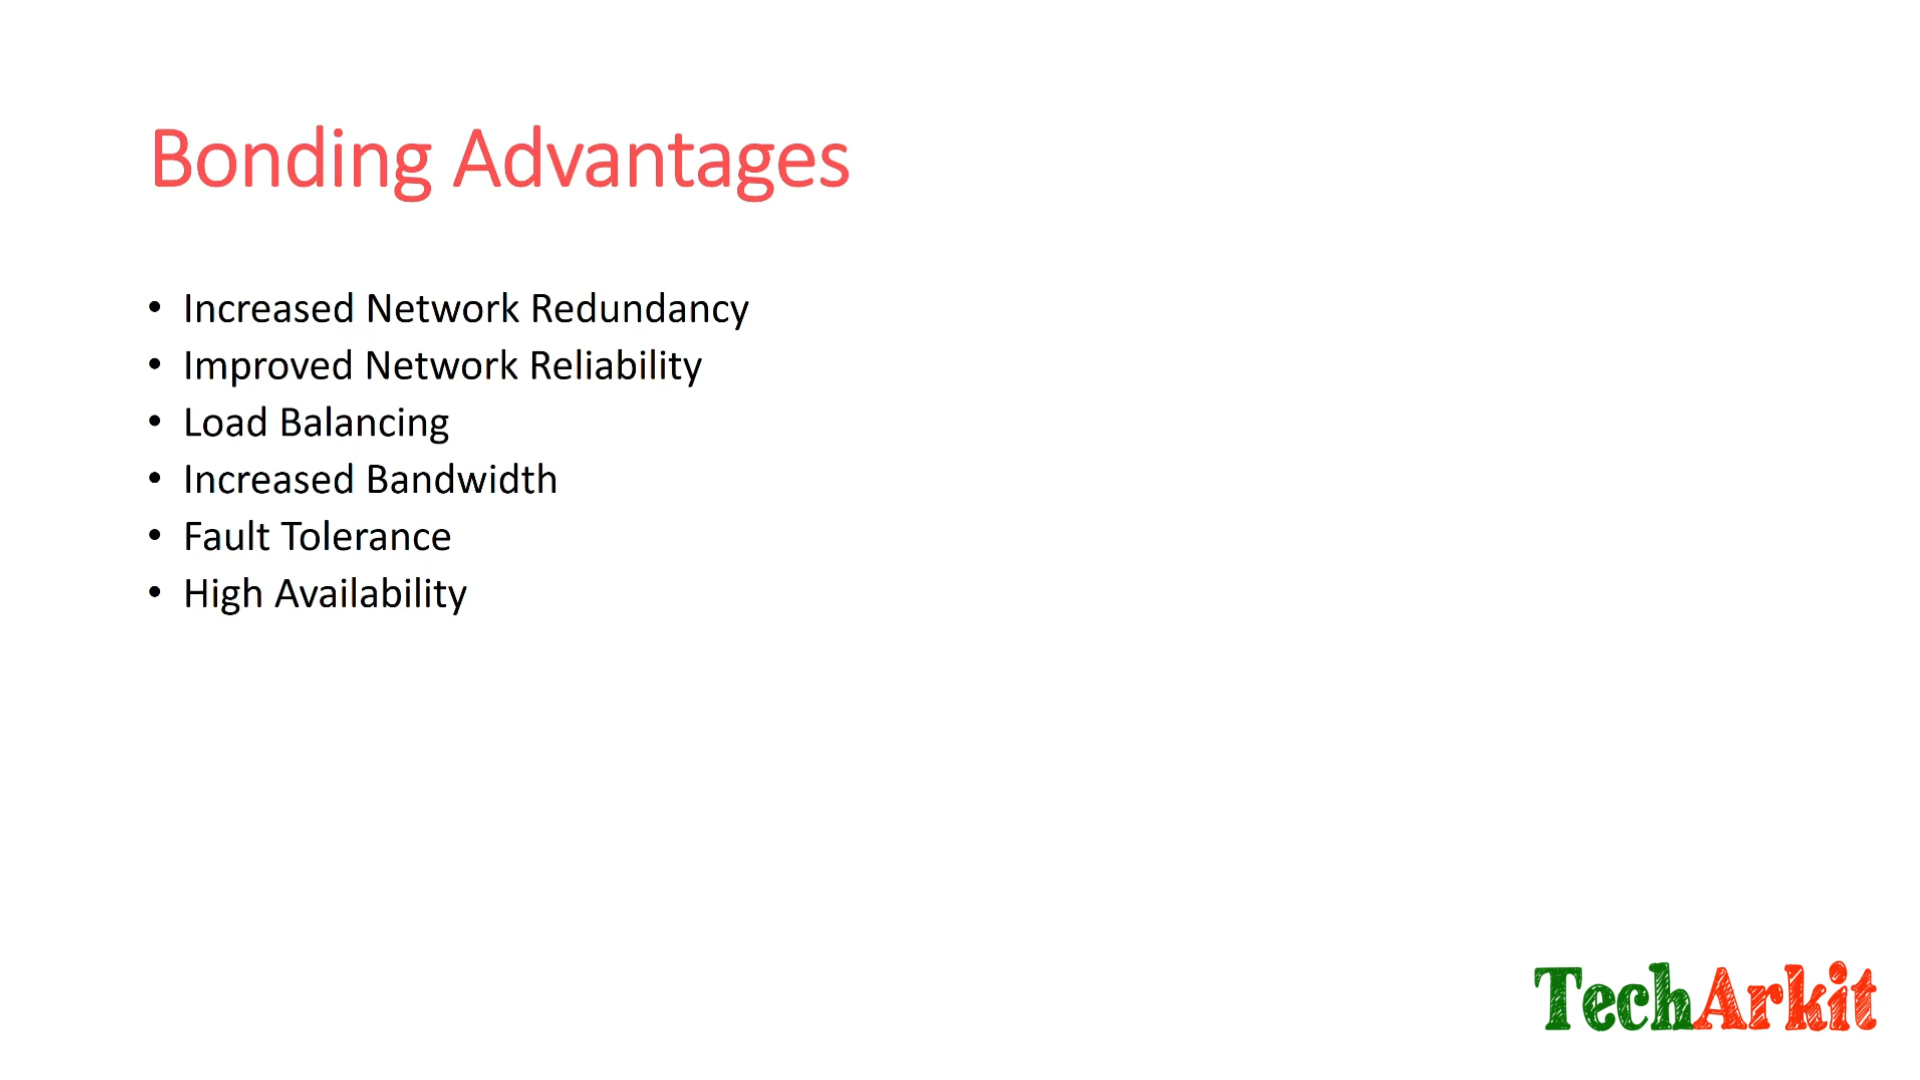 Bonding Advantages
• Increased Network Redundancy
• Improved Network Reliability
• Load Balancing
• Increased Bandwidth
• Fault Tolerance
• High Availability
TechArkit